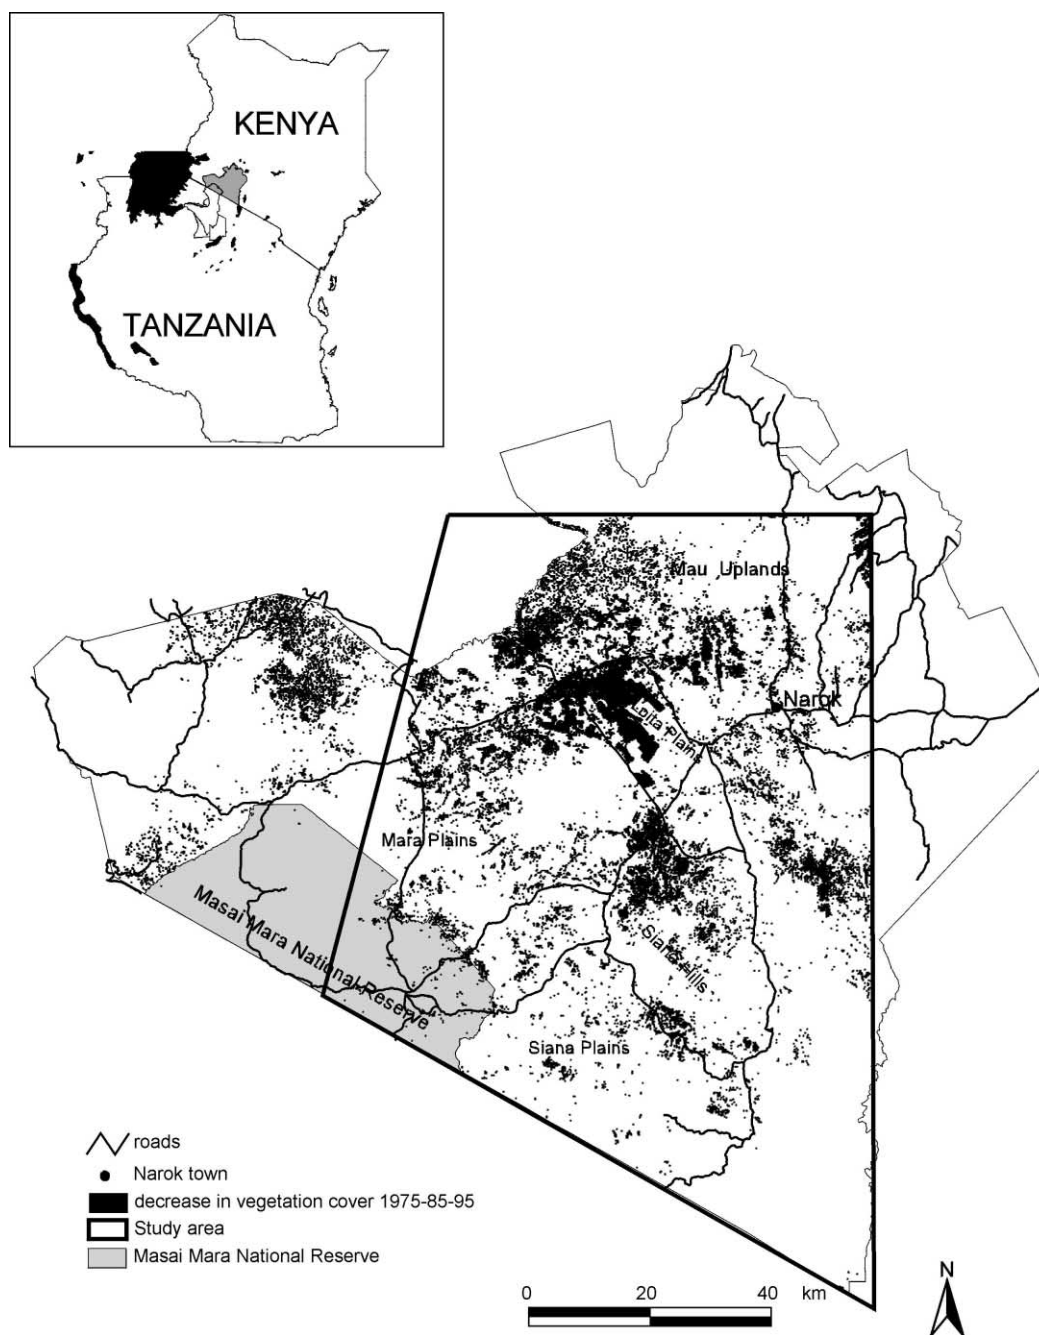 KENYA
TANZANIA
Mau Uplands
Narok
Loita Plain
Mara Plains
Masai Mara National Reserve
Siana Hills
Siana Plains
roads
Narok town
decrease in vegetation cover 1975-85-95
Study area
Masai Mara National Reserve
0 20 40 km
N